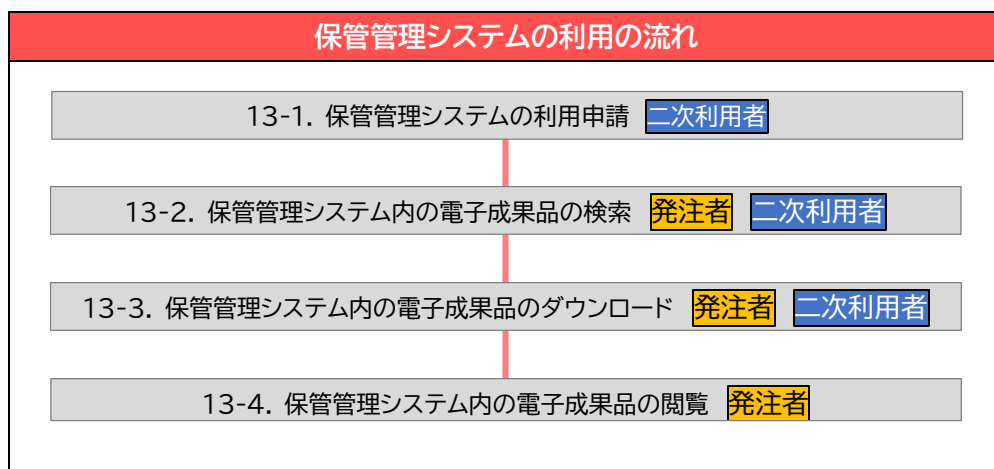 保管管理システムの利用の流れ
13-1. 保管管理システムの利用申請 二次利用者
13-2. 保管管理システム内の電子成果品の検索 発注者 二次利用者
13-3. 保管管理システム内の電子成果品のダウンロード 発注者 二次利用者
13-4. 保管管理システム内の電子成果品の閲覧 発注者